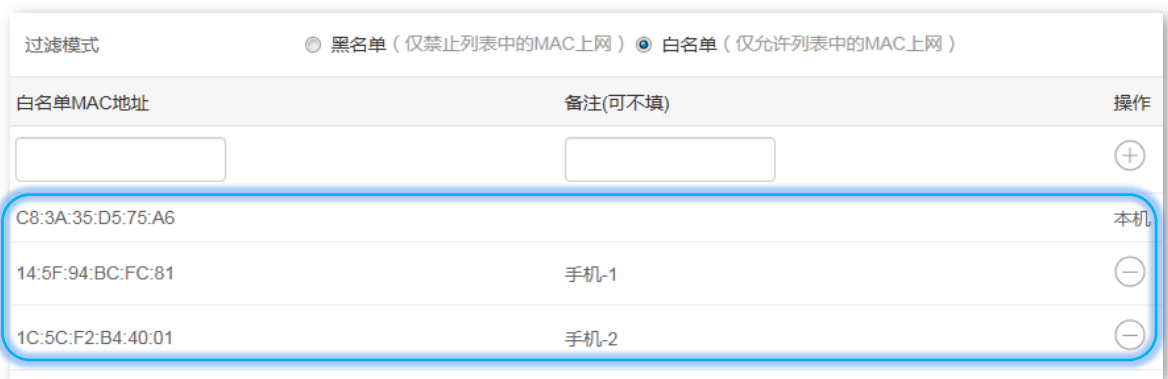 过滤模式 黑名单（仅禁止列表中的MAC上网） 白名单（仅允许列表中的MAC上网）
白名单MAC地址 备注(可不填) 操作
C8:3A:35:D5:75:A6 本机
14:5F:94:BC:FC:81 手机-1
1C:5C:F2:B4:40:01 手机-2